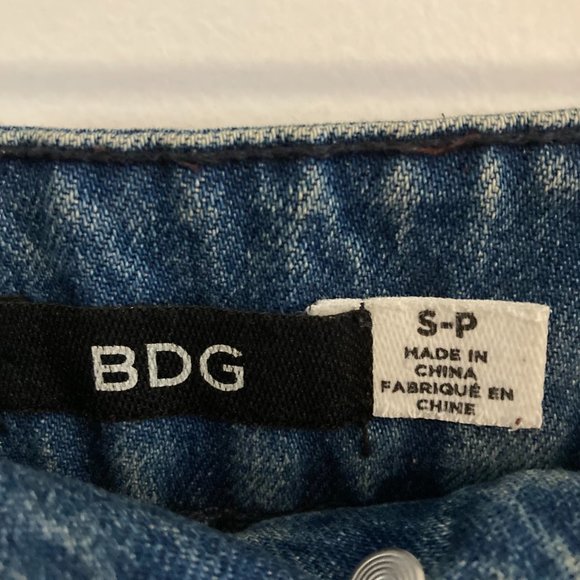 BDG
S-P
MADE IN
CHINA
FABRIQUÉ EN
CHINE